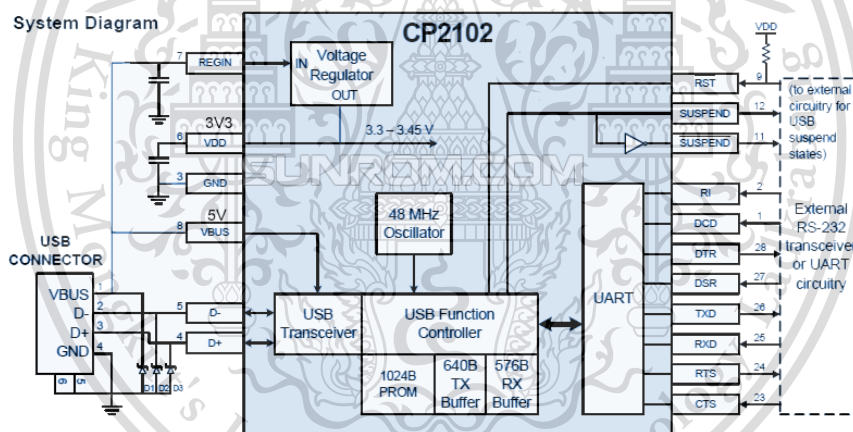 System Diagram
CP2102
7
REGIN
IN
Voltage
Regulator
OUT
3V3
6
VDD
3.3 – 3.45 V
3
GND
5V
8
VBUS
SUNROM.COM
48 MHz
Oscillator
USB
CONNECTOR
VBUS
1
D-
2
D+
3
GND
4
6
5
D1
D2
D3
5
D-
4
D+
USB
Transceiver
USB Function
Controller
1024B
PROM
640B
TX
Buffer
576B
RX
Buffer
UART
VDD
RST
9
SUSPEND
12
SUSPEND
11
(to external
circuitry for
USB
suspend
states)
RI
2
DCD
1
DTR
28
DSR
27
TXD
26
RXD
25
RTS
24
CTS
23
External
RS-232
transceiver
or UART
circuitry
King